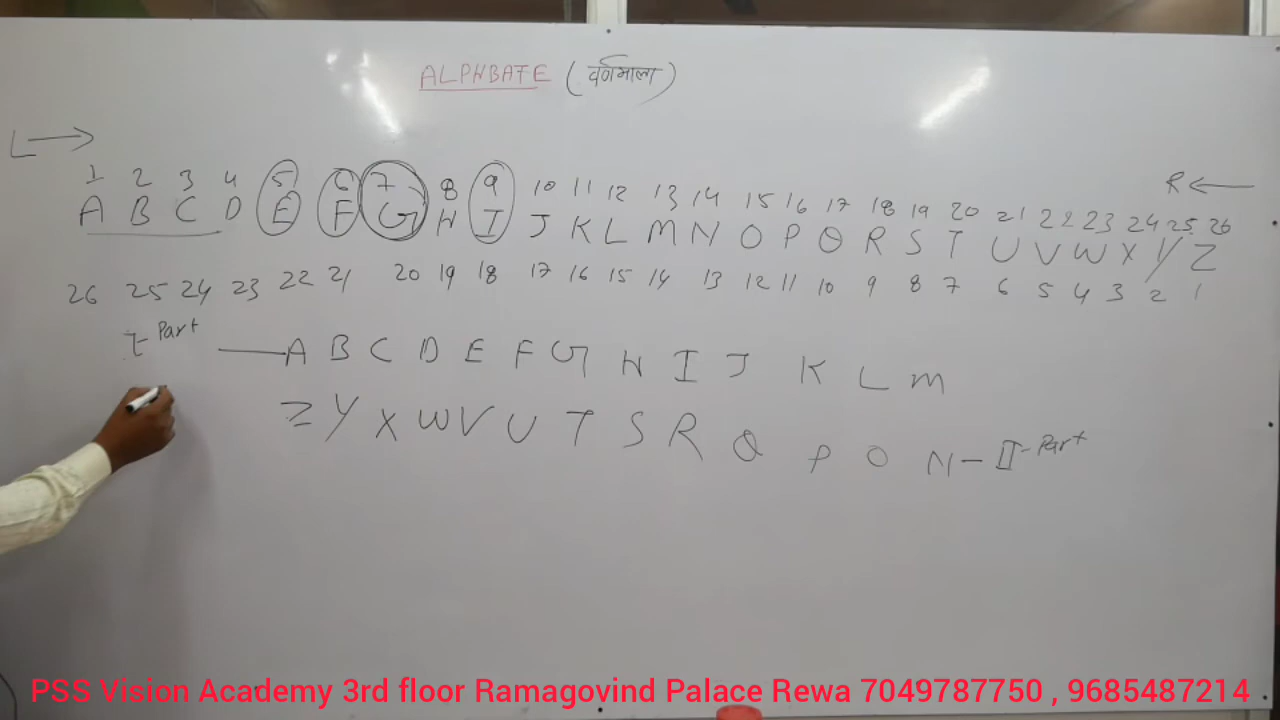 ALPHBATE (वर्णमाला)
L →
R ←
1 2 3 4 5 6 7 8 9 10 11 12 13 14 15 16 17 18 19 20 21 22 23 24 25 26
A B C D E F G H I J K L M N O P Q R S T U V W X Y Z
26 25 24 23 22 21 20 19 18 17 16 15 14 13 12 11 10 9 8 7 6 5 4 3 2 1
I Part — A B C D E F G H I J K L M
Z Y X W V U T S R Q P O N - II - Part
PSS Vision Academy 3rd floor Ramagovind Palace Rewa 7049787750 , 9685487214